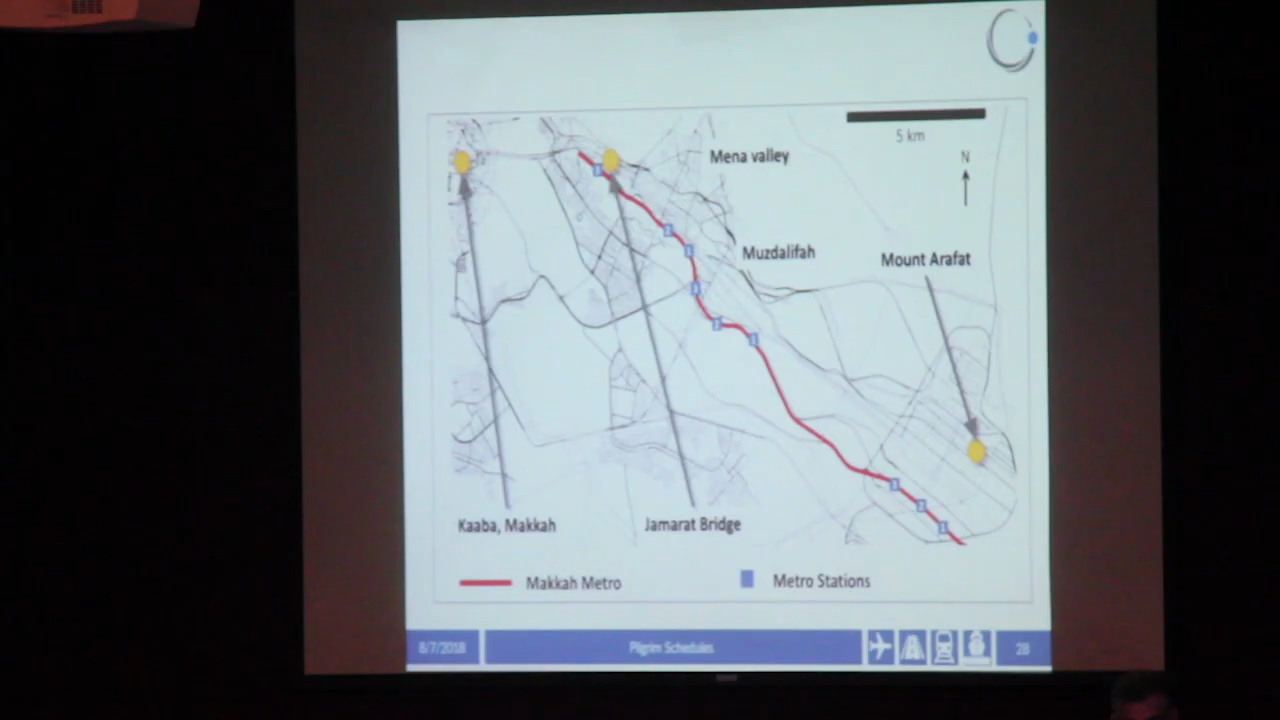 5 km
N
Mena valley
Muzdalifah
Mount Arafat
Kaaba, Makkah
Jamarat Bridge
Makkah Metro
Metro Stations
8/7/2018
Pilgrim Schedules
28